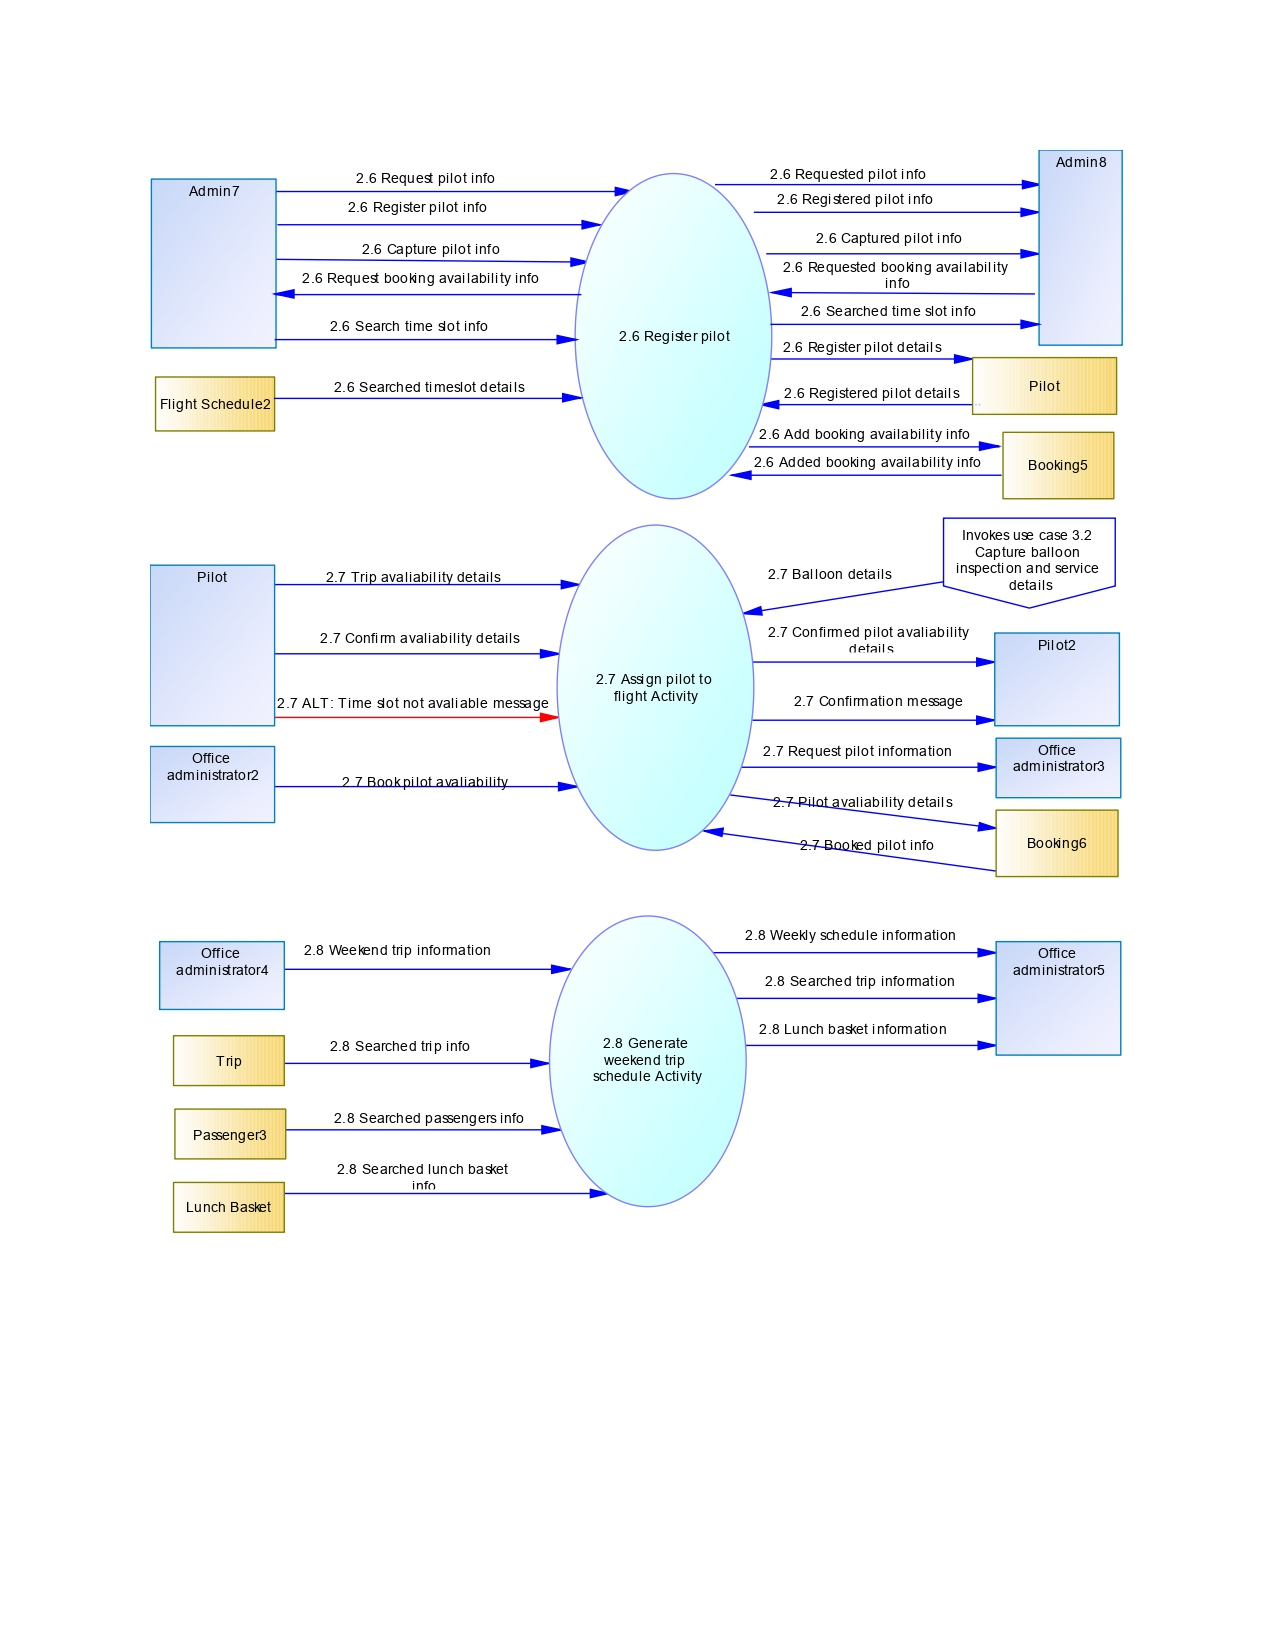 Admin7
2.6 Request pilot info
2.6 Register pilot info
2.6 Capture pilot info
2.6 Request booking availability info
2.6 Search time slot info
Flight Schedule2
2.6 Searched timeslot details
2.6 Register pilot
Admin8
2.6 Requested pilot info
2.6 Registered pilot info
2.6 Captured pilot info
2.6 Requested booking availability
info
2.6 Searched time slot info
2.6 Register pilot details
Pilot
2.6 Registered pilot details
2.6 Add booking availability info
2.6 Added booking availability info
Booking5
Pilot
2.7 Trip avaliability details
2.7 Confirm avaliability details
2.7 ALT: Time slot not avaliable message
Office
administrator2
2.7 Book pilot avaliability
2.7 Assign pilot to
flight Activity
Invokes use case 3.2
Capture balloon
inspection and service
details
2.7 Balloon details
2.7 Confirmed pilot avaliability
details
Pilot2
2.7 Confirmation message
2.7 Request pilot information
Office
administrator3
2.7 Pilot avaliability details
2.7 Booked pilot info
Booking6
Office
administrator4
2.8 Weekend trip information
Trip
2.8 Searched trip info
Passenger3
2.8 Searched passengers info
Lunch Basket
2.8 Searched lunch basket
info
2.8 Generate
weekend trip
schedule Activity
2.8 Weekly schedule information
2.8 Searched trip information
2.8 Lunch basket information
Office
administrator5